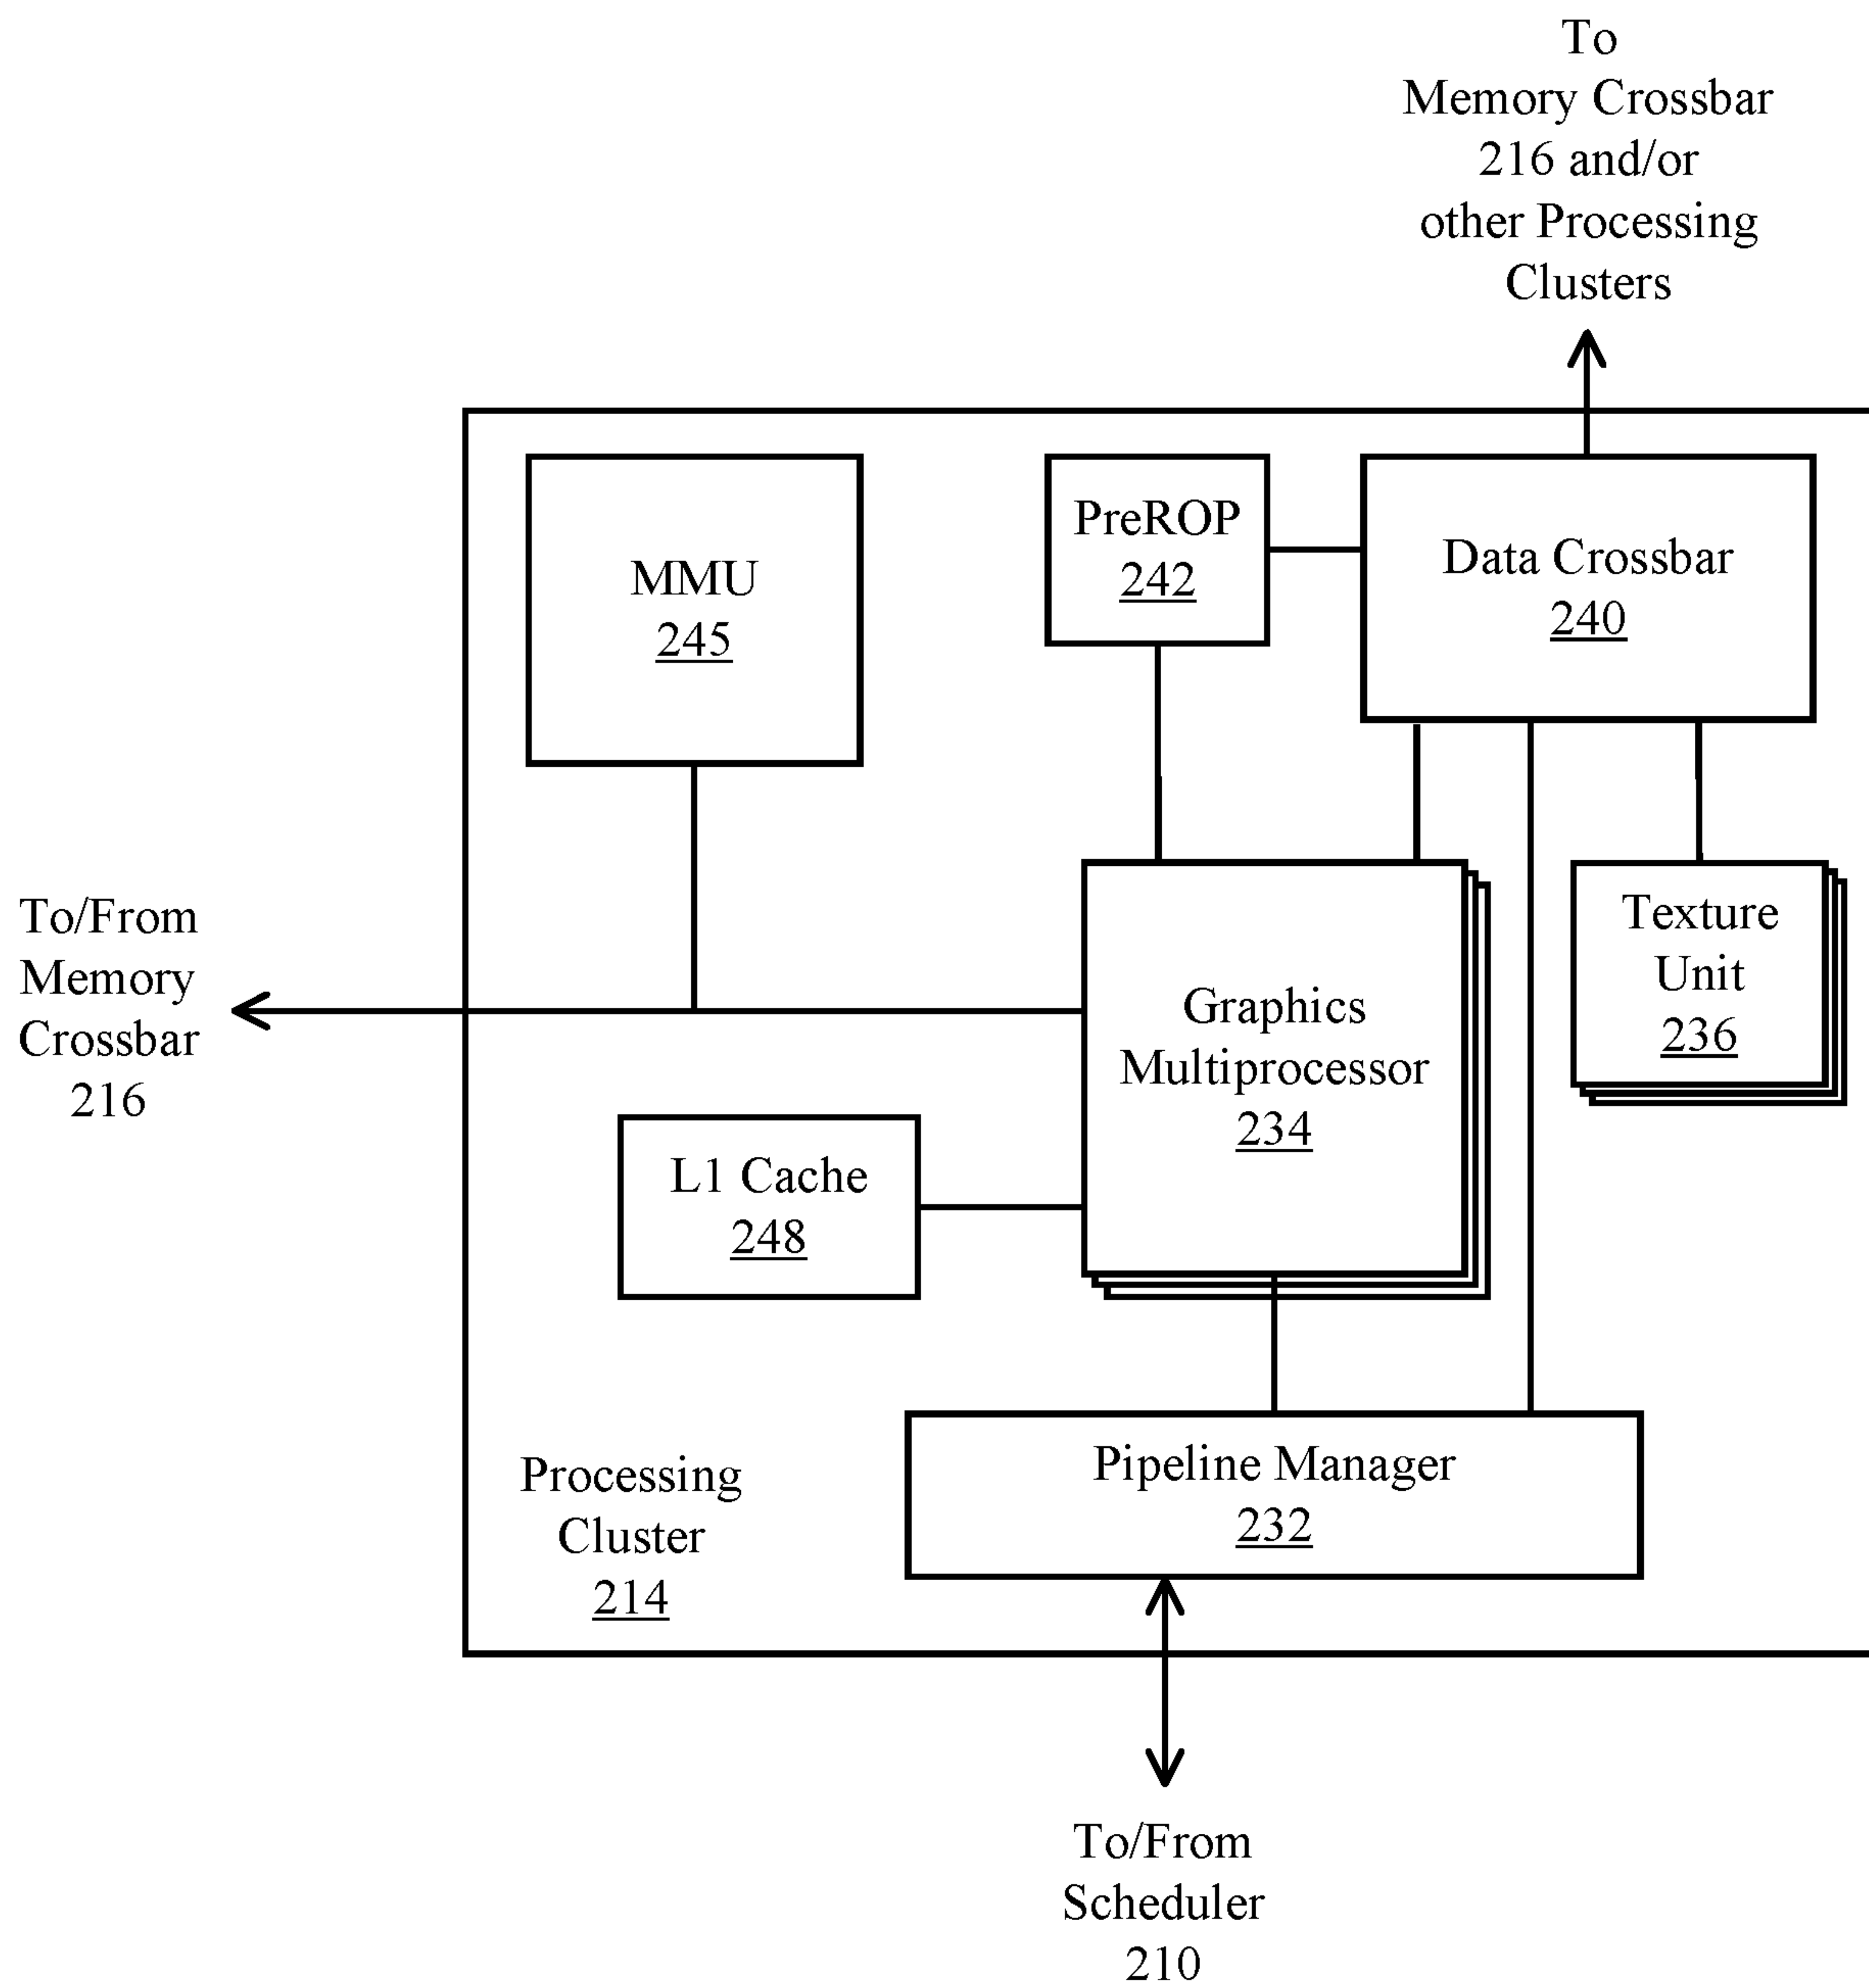 To
Memory Crossbar
216 and/or
other Processing
Clusters
MMU
245
PreROP
242
Data Crossbar
240
To/From
Memory
Crossbar
216
Graphics
Multiprocessor
234
Texture
Unit
236
L1 Cache
248
Pipeline Manager
232
Processing
Cluster
214
To/From
Scheduler
210